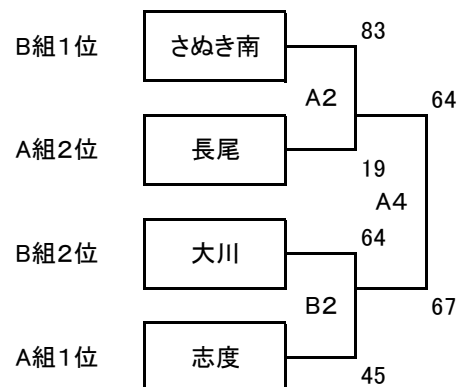 B組1位 さぬき南 83
A2 64
A組2位 長尾 19
A4
B組2位 大川 64
B2 67
A組1位 志度 45